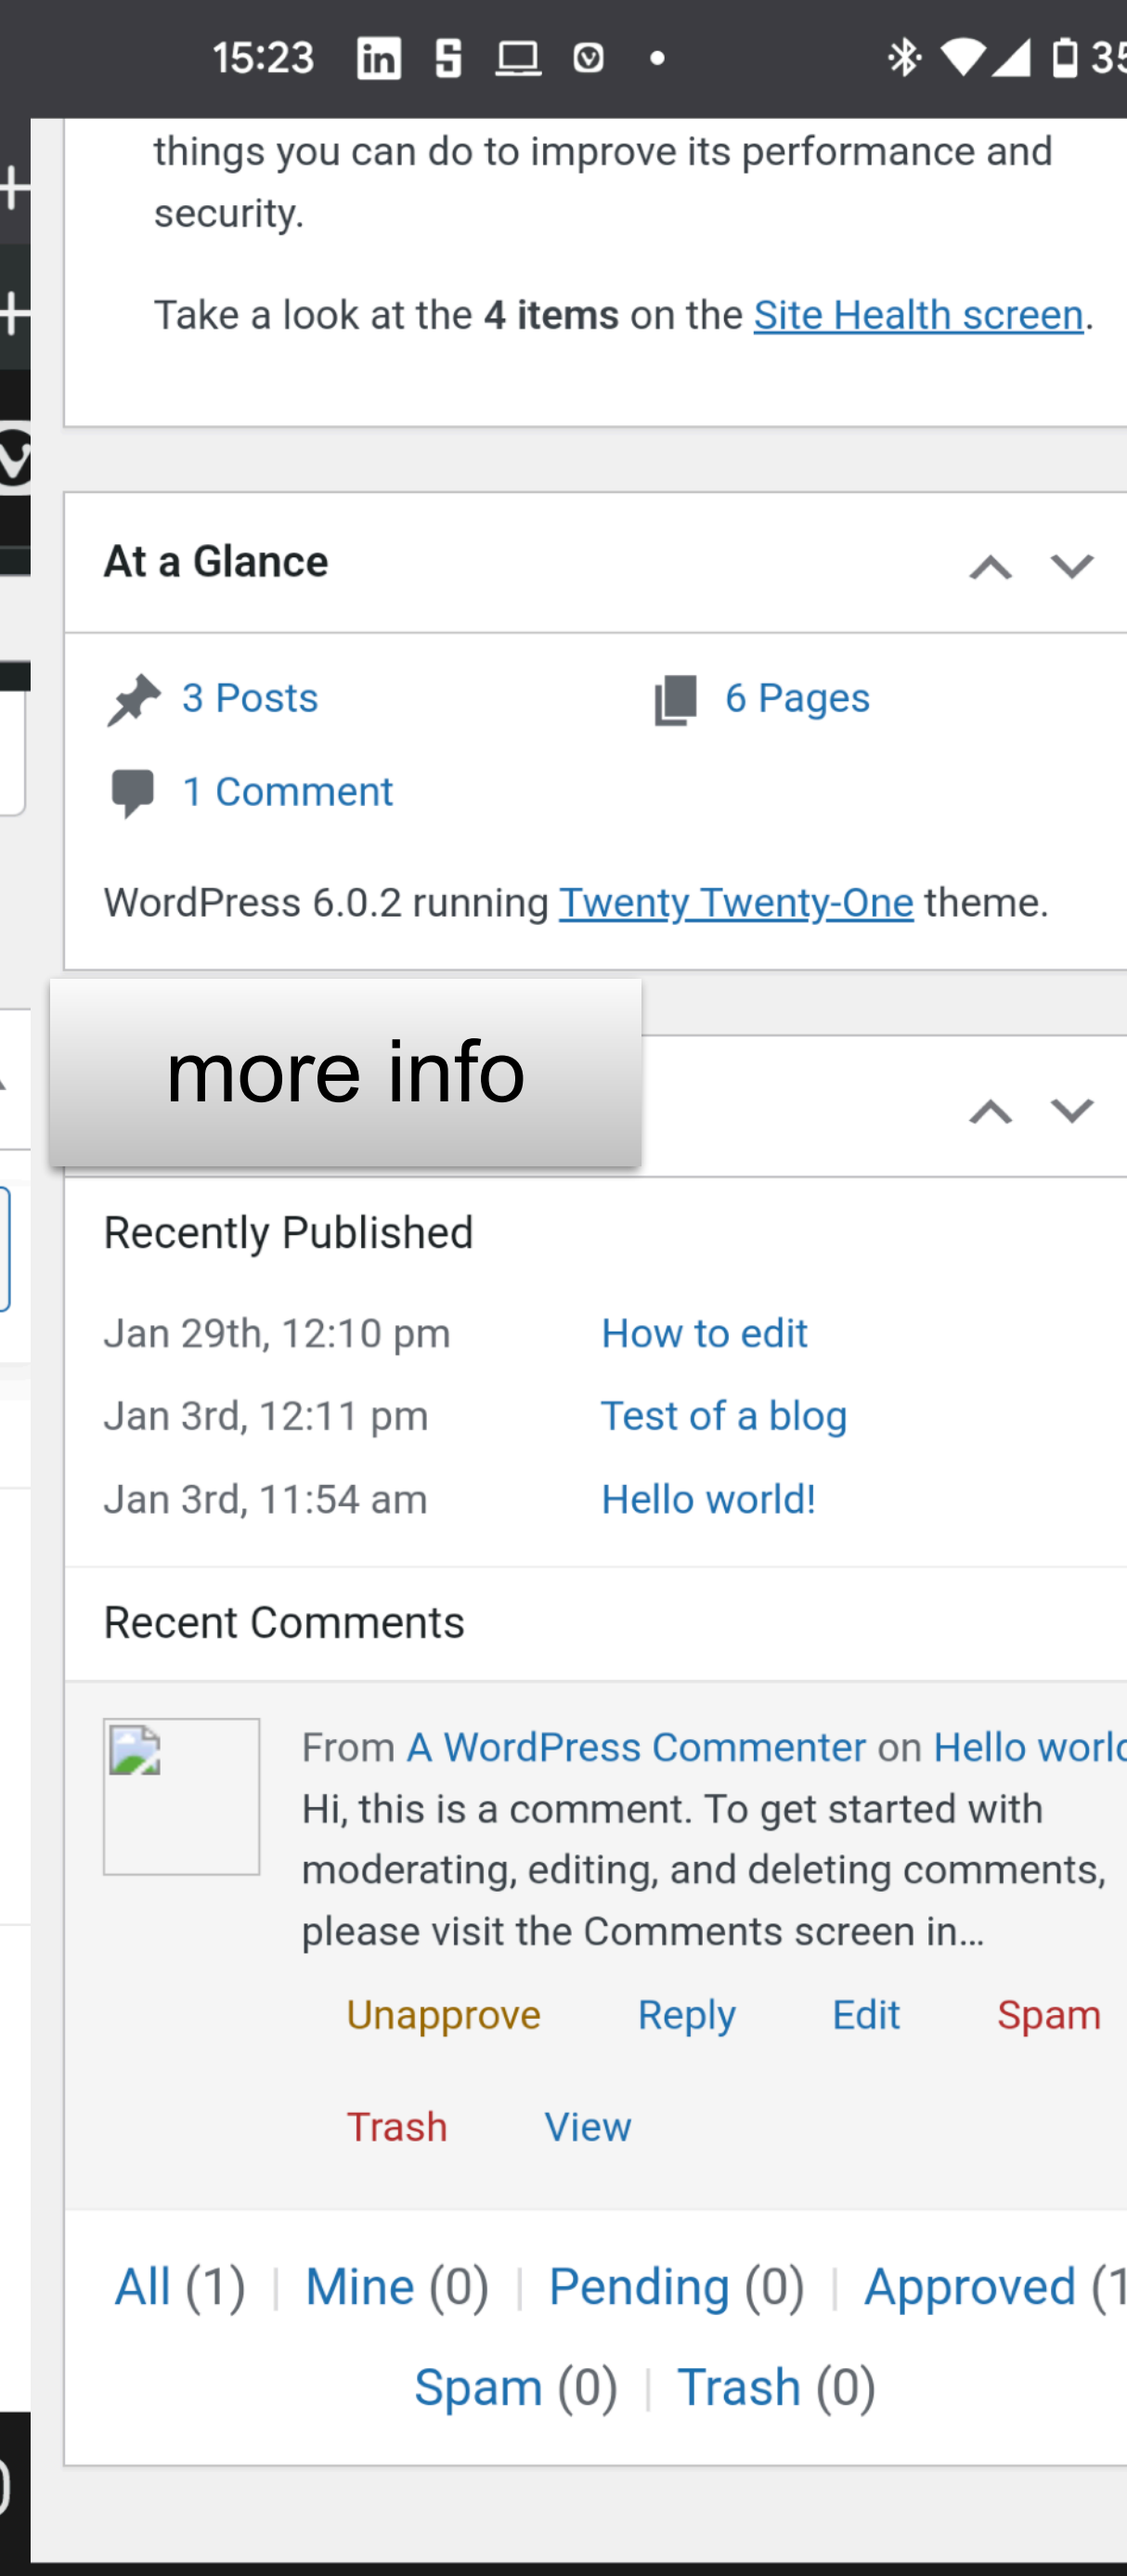 15:23
things you can do to improve its performance and
security.
Take a look at the 4 items on the Site Health screen.
At a Glance
3 Posts 6 Pages
1 Comment
WordPress 6.0.2 running Twenty Twenty-One theme.
more info
Recently Published
Jan 29th, 12:10 pm How to edit
Jan 3rd, 12:11 pm Test of a blog
Jan 3rd, 11:54 am Hello world!
Recent Comments
From A WordPress Commenter on Hello
Hi, this is a comment. To get started with
moderating, editing, and deleting comments,
please visit the Comments screen in...
Unapprove Reply Edit Spam
Trash View
All (1) | Mine (0) | Pending (0) | Approved (1
Spam (0) | Trash (0)